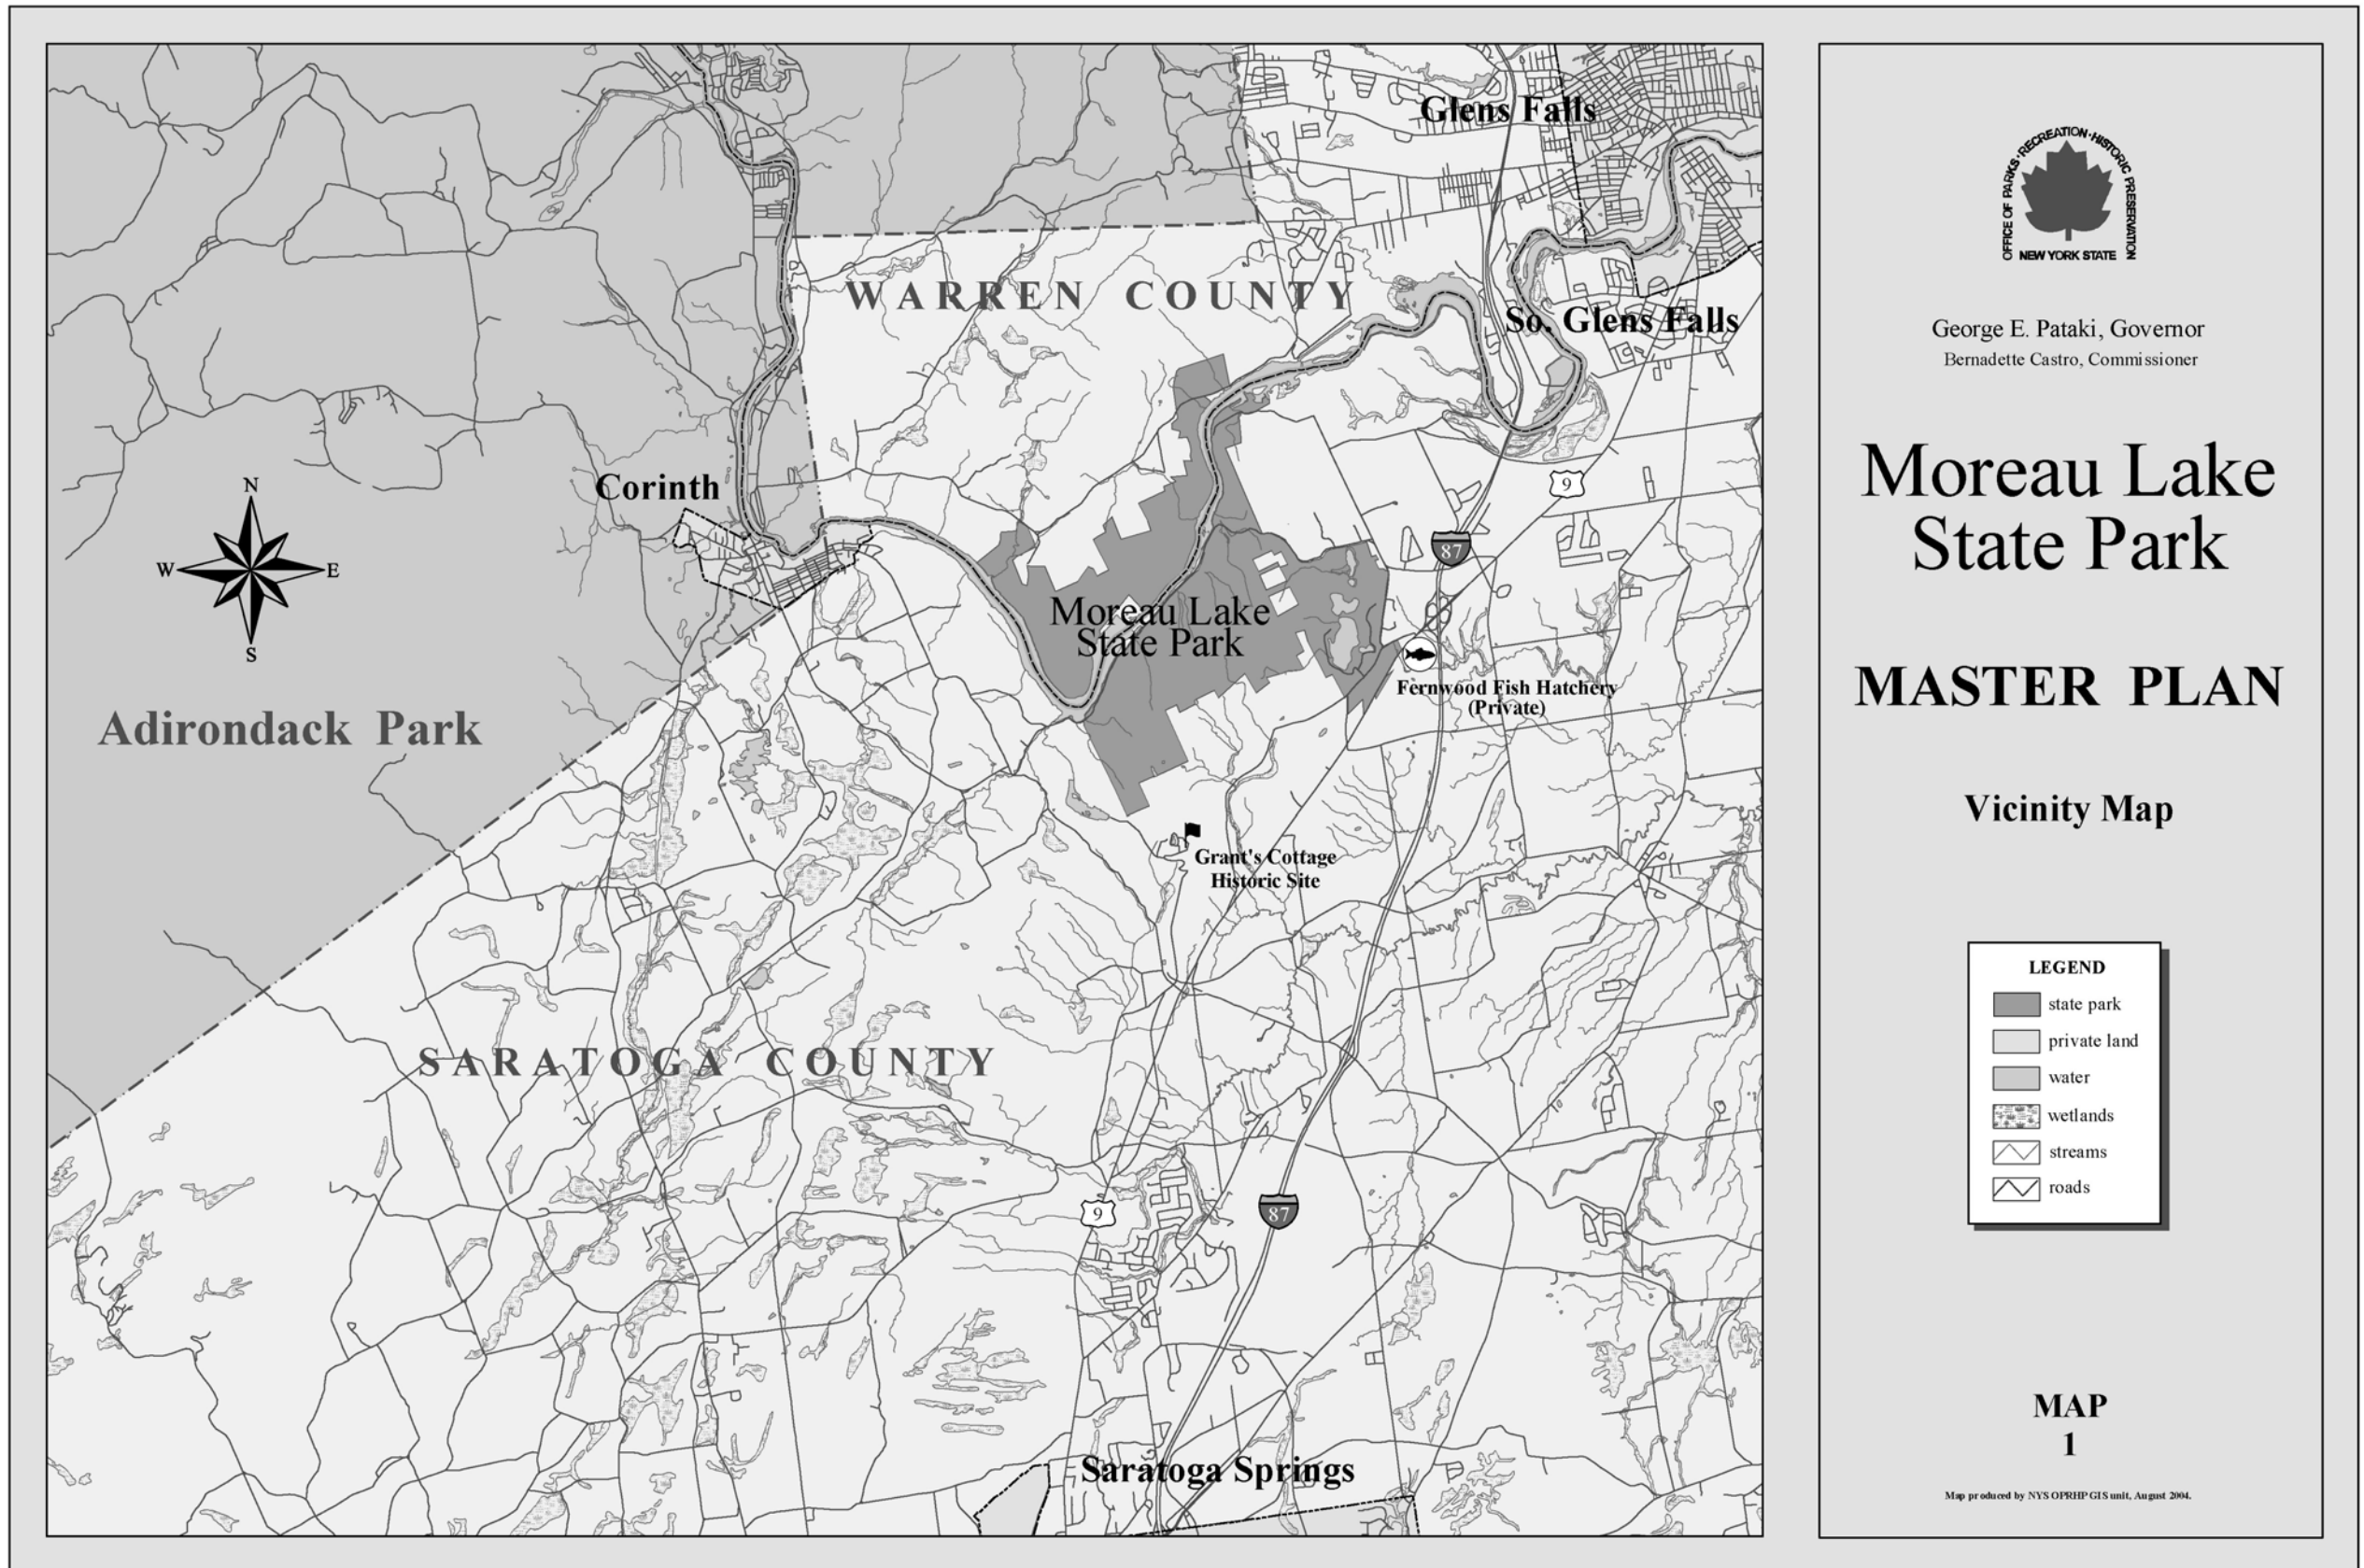 Glens Falls
WARREN COUNTY
So. Glens Falls
Corinth
9
87
N
W E
S
Moreau Lake
State Park
Fernwood Fish Hatchery
(Private)
Adirondack Park
Grant's Cottage
Historic Site
SARATOGA COUNTY
9
87
Saratoga Springs
OFFICE OF PARKS•RECREATION•HISTORIC PRESERVATION
NEW YORK STATE
George E. Pataki, Governor
Bernadette Castro, Commissioner
Moreau Lake
State Park
MASTER PLAN
Vicinity Map
LEGEND
state park
private land
water
wetlands
streams
roads
MAP
1
Map produced by NYS OPRHP GIS unit, August 2004.